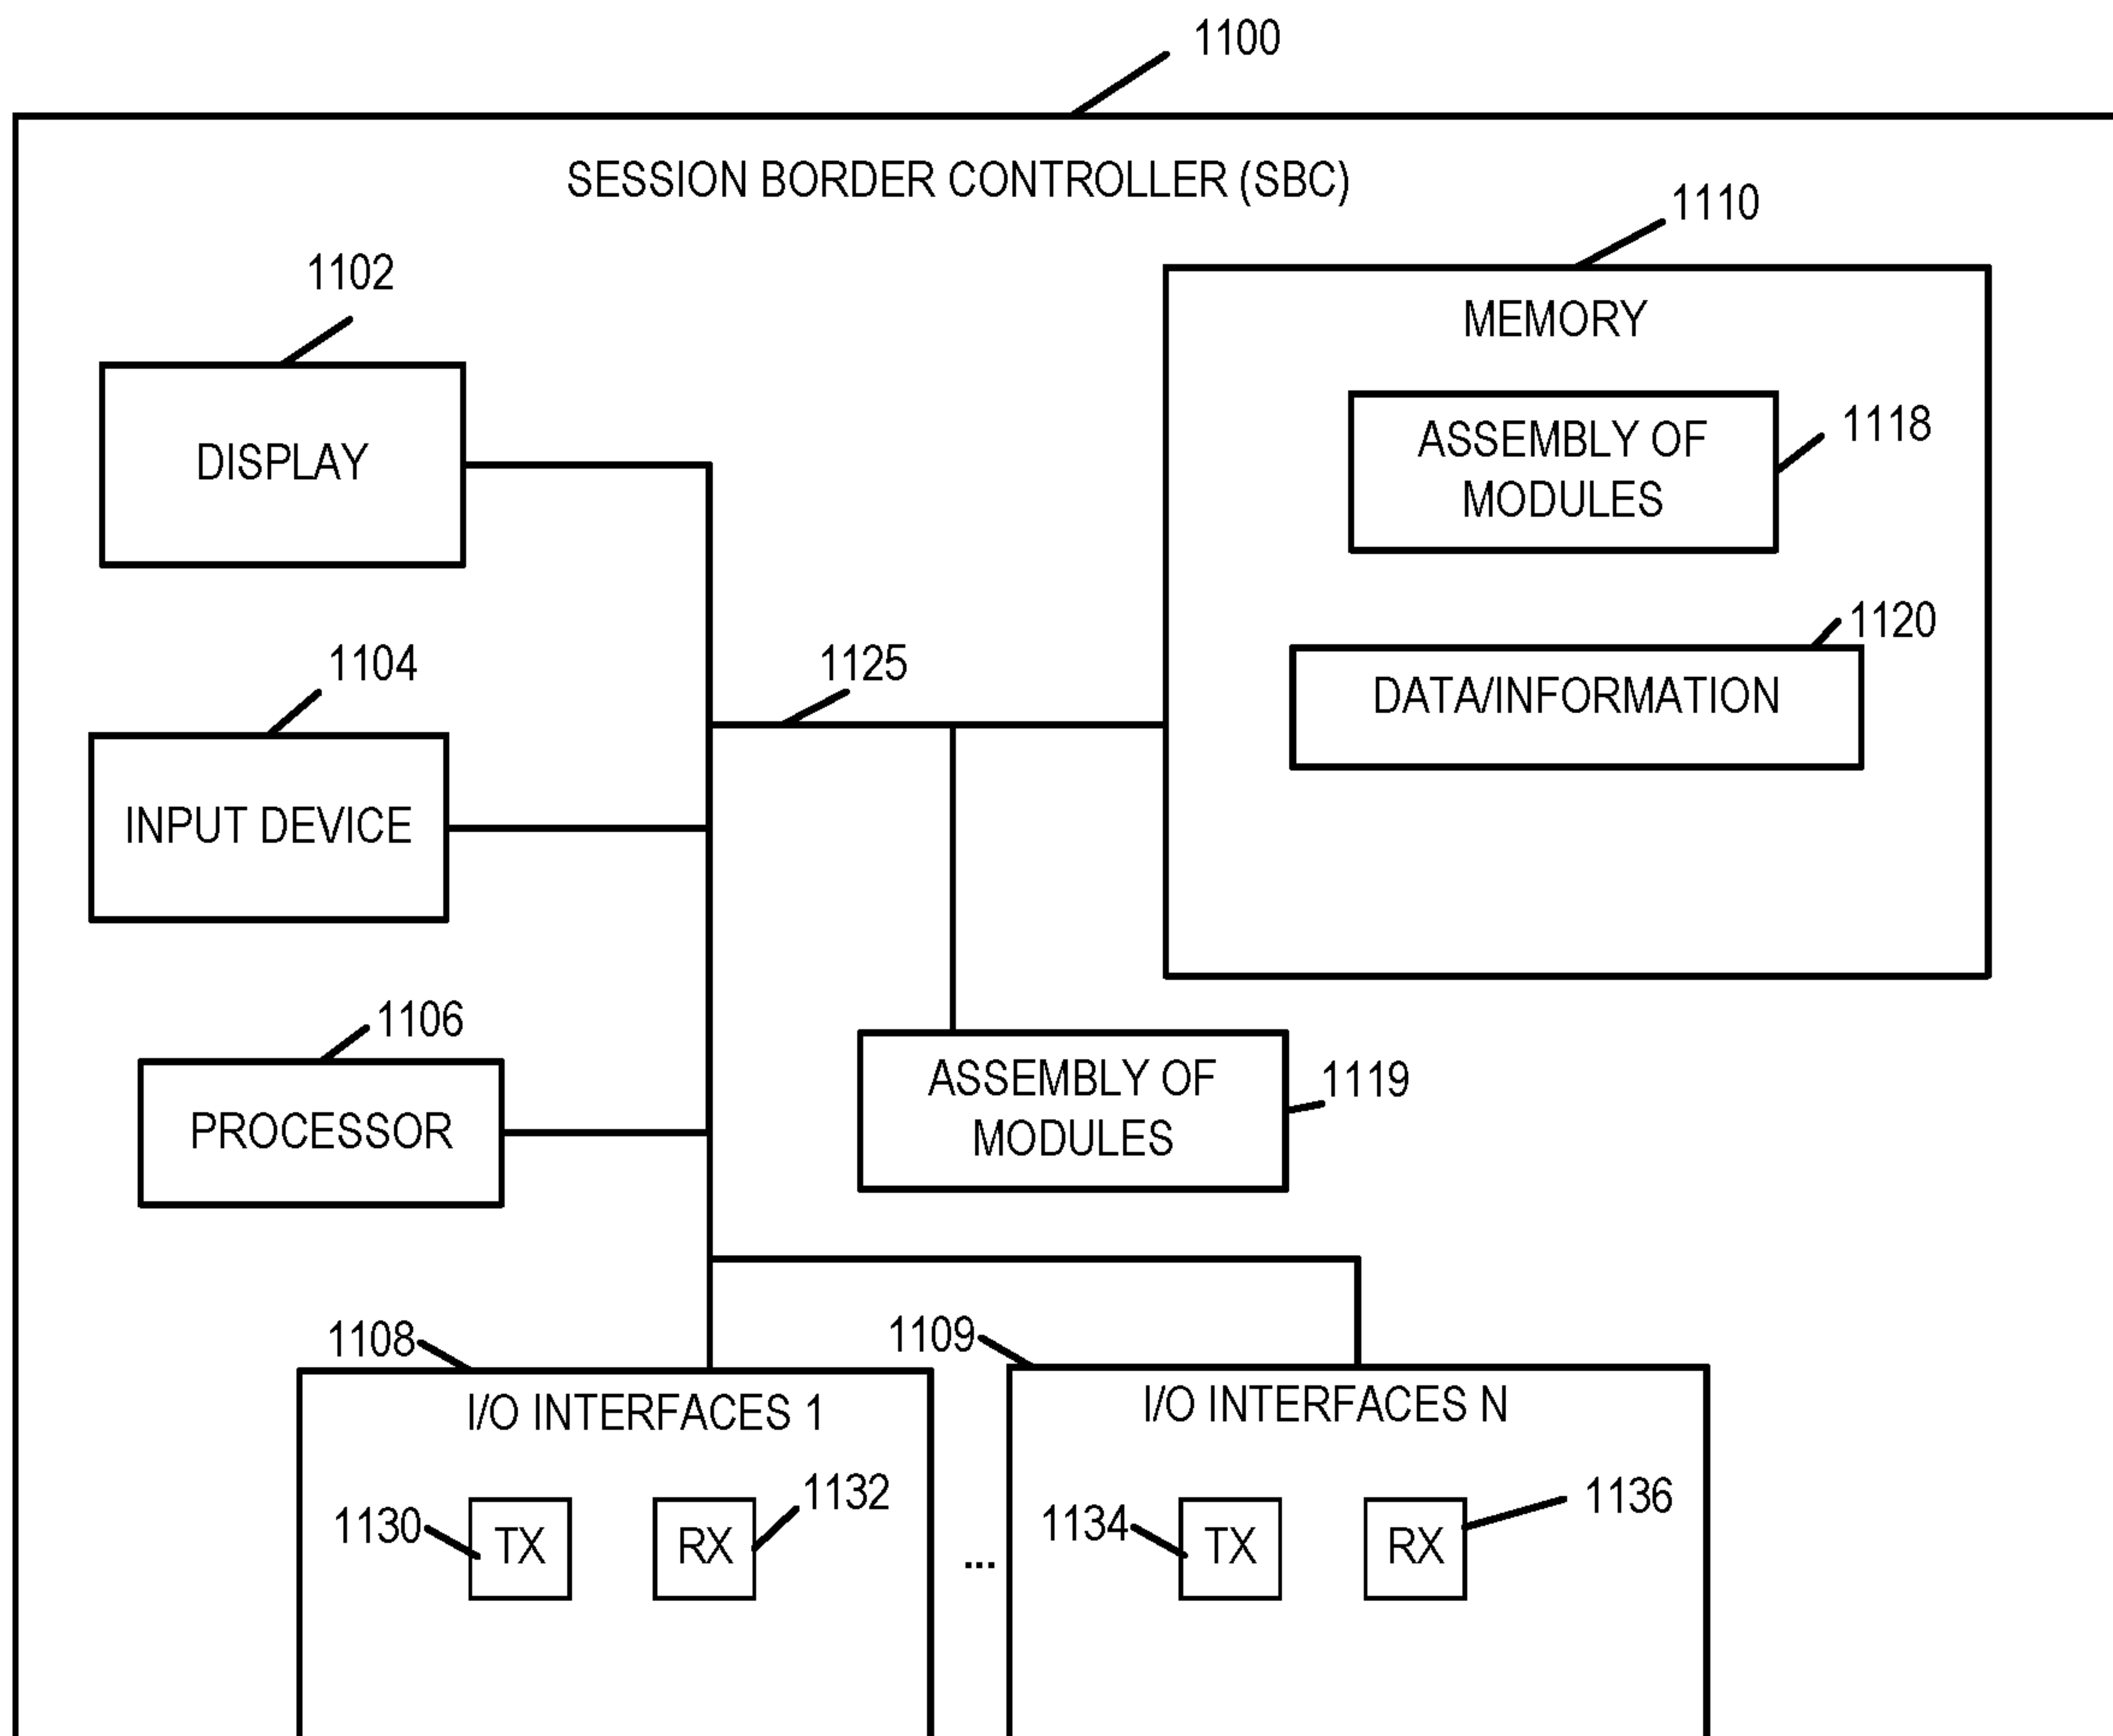 1100
SESSION BORDER CONTROLLER (SBC)
1110
1102
MEMORY
DISPLAY
ASSEMBLY OF
MODULES
1118
1120
1104
1125
DATA/INFORMATION
INPUT DEVICE
1106
PROCESSOR
ASSEMBLY OF
MODULES
1119
1108
1109
I/O INTERFACES 1
I/O INTERFACES N
1130
TX
RX
1132
...
1134
TX
RX
1136